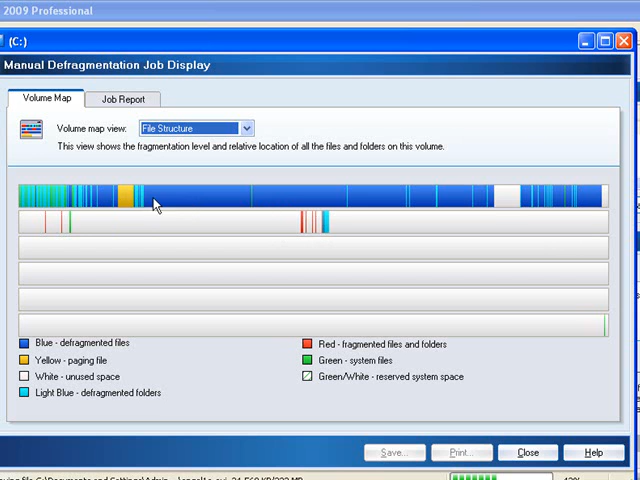 2009 Professional
(C:)
Manual Defragmentation Job Display
Volume Map
Job Report
Volume map view:
File Structure
This view shows the fragmentation level and relative location of all the files and folders on this volume.
Blue - defragmented files
Red - fragmented files and folders
Yellow - paging file
Green - system files
White - unused space
Green/White - reserved system space
Light Blue - defragmented folders
Save...
Print...
Close
Help